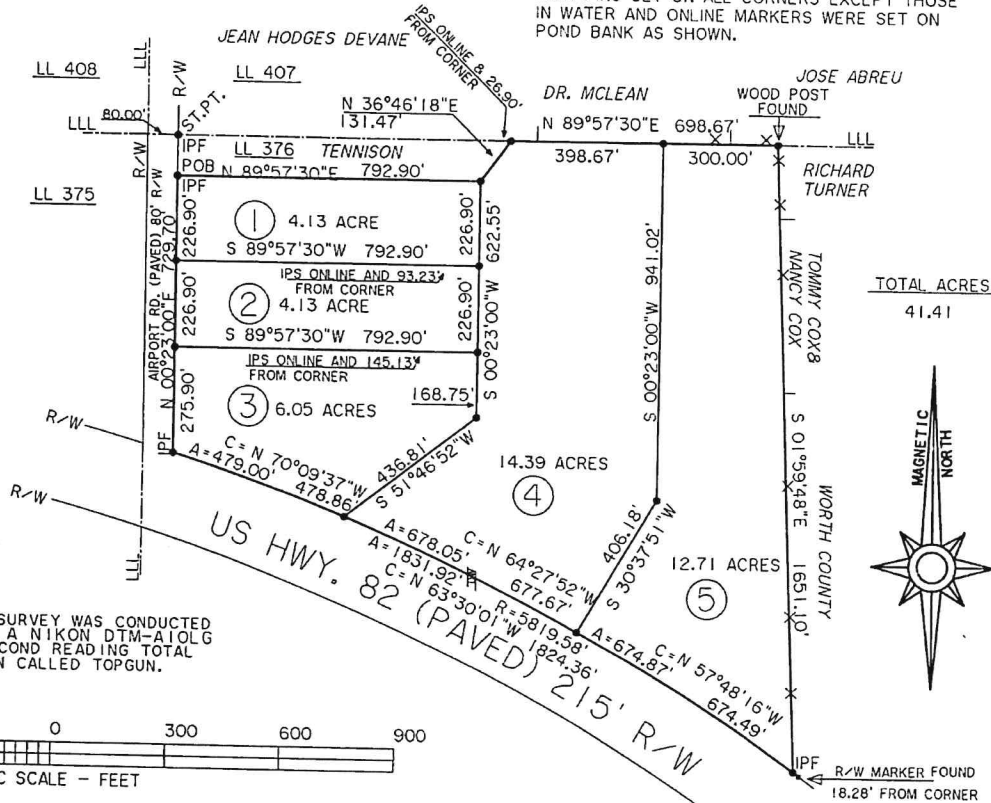 IN WATER AND ONLINE MARKERS WERE SET ON
POND BANK AS SHOWN.
IPS ONLINE & 26.90'
FROM CORNER
JEAN HODGES DEVANE
LLL
R/W
LL 408
LL 407
JOSE ABREU
DR. MCLEAN
WOOD POST
FOUND
N 36°46'18"E
131.47'
80.00'
ST.PT.
N 89°57'30"E 698.67'
LLL
LLL
IPF
LL 376 TENNISON
398.67'
300.00'
RICHARD
TURNER
R/W
POB N 89°57'30"E 792.90'
IPF
LL 375
1 4.13 ACRE
S 89°57'30"W 792.90'
IPS ONLINE AND 93.23'
FROM CORNER
2 4.13 ACRE
S 89°57'30"W 792.90'
IPS ONLINE AND 145.13'
FROM CORNER
3 6.05 ACRES
AIRPORT RD. (PAVED) 80' R/W
N 00°23'00"E 729.70'
226.90'
226.90'
275.90'
226.90'
226.90'
168.75'
S 00°23'00"W 622.55'
S 00°23'00"W 941.02'
TOMMY COX&
NANCY COX
TOTAL ACRES
41.41
S 01°59'48"E 1651.10'
WORTH COUNTY
MAGNETIC
NORTH
R/W
R/W
IPF
C= N 70°09'37"W
A=479.00' 478.86'
436.81'
S 51°46'52"W
14.39 ACRES
4
406.18'
S 30°37'51"W
12.71 ACRES
5
A=678.05' C= N 64°27'52"W
677.67'
A=1831.92' R=5819.58'
C= N 63°30'01"W 1824.36'
A=674.87' C=N 57°48'16"W
674.49'
US HWY. 82 (PAVED) 215' R/W
LLL
SURVEY WAS CONDUCTED
A NIKON DTM-A10LG
COND READING TOTAL
N CALLED TOPGUN.
0 300 600 900
C SCALE - FEET
IPF
R/W MARKER FOUND
18.28' FROM CORNER